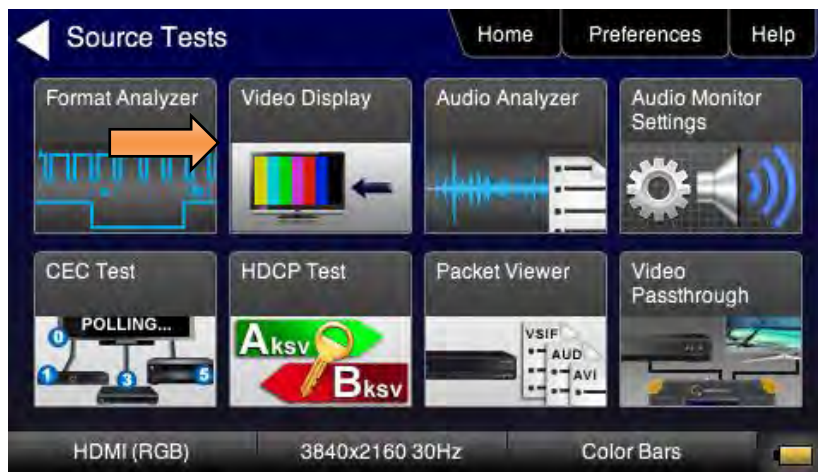 Source Tests
Home
Preferences
Help
Format Analyzer
Video Display
Audio Analyzer
Audio Monitor
Settings
CEC Test
HDCP Test
Packet Viewer
Video
Passthrough
POLLING...
0
1
3
5
Aksv
Bksv
VSIF
AUD
AVI
HDMI (RGB)
3840x2160 30Hz
Color Bars